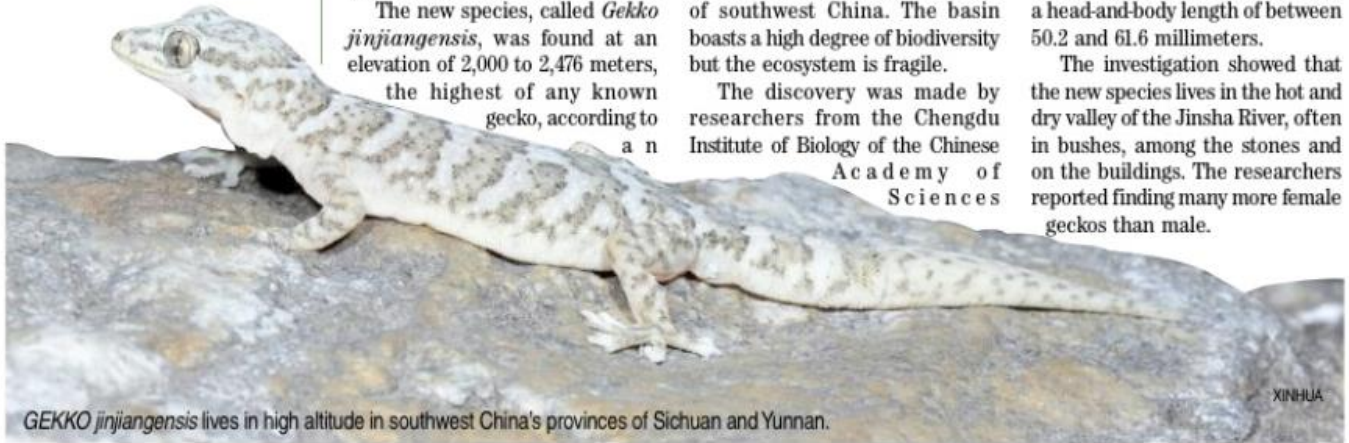 The new species, called Gekko
jinjiangensis, was found at an
elevation of 2,000 to 2,476 meters,
the highest of any known
gecko, according to
a n
of southwest China. The basin
boasts a high degree of biodiversity
but the ecosystem is fragile.
The discovery was made by
researchers from the Chengdu
Institute of Biology of the Chinese
Academy of
Sciences
a head-and-body length of between
50.2 and 61.6 millimeters.
The investigation showed that
the new species lives in the hot and
dry valley of the Jinsha River, often
in bushes, among the stones and
on the buildings. The researchers
reported finding many more female
geckos than male.
XINHUA
GEKKO jinjiangensis lives in high altitude in southwest China's provinces of Sichuan and Yunnan.